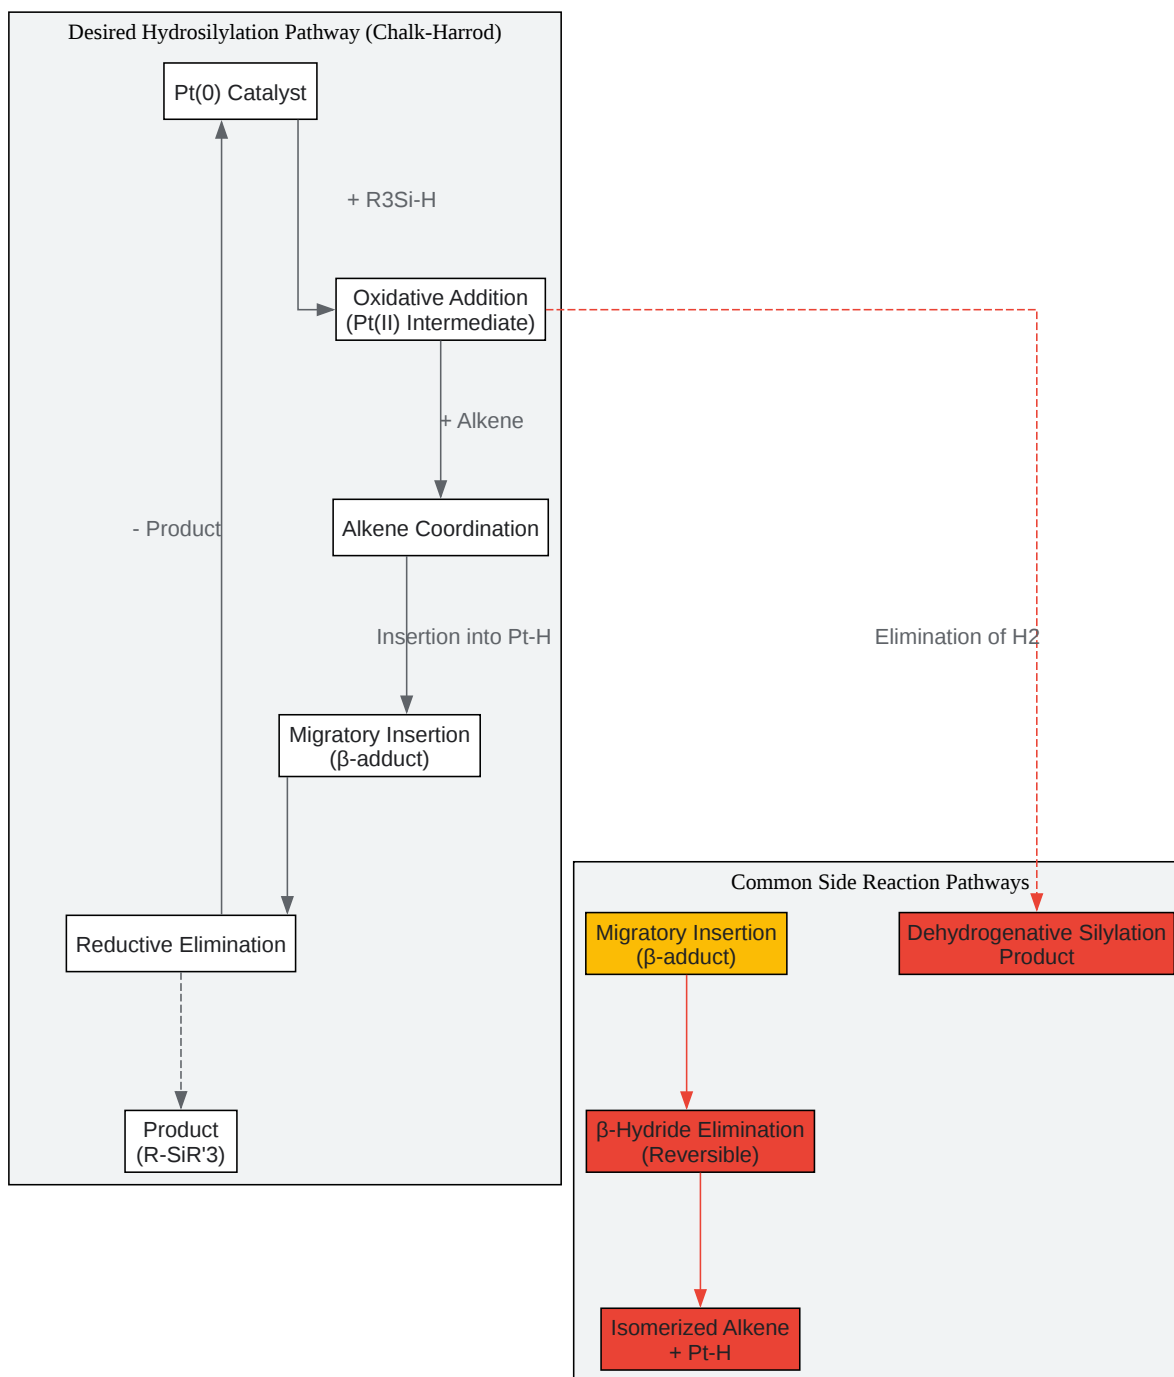 Desired Hydrosilylation Pathway (Chalk-Harrod)
Pt(0) Catalyst
+ R3Si-H
Oxidative Addition
(Pt(II) Intermediate)
+ Alkene
Alkene Coordination
- Product
Insertion into Pt-H
Elimination of H2
Migratory Insertion
(β-adduct)
Reductive Elimination
Product
(R-SiR'3)
Common Side Reaction Pathways
Migratory Insertion
(β-adduct)
Dehydrogenative Silylation
Product
β-Hydride Elimination
(Reversible)
Isomerized Alkene
+ Pt-H